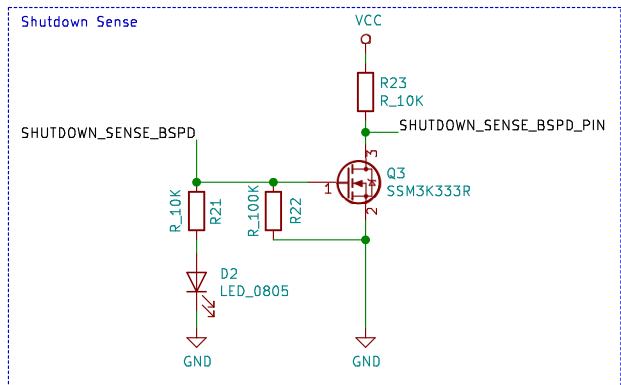 Shutdown Sense
VCC
R23
R_10K
SHUTDOWN_SENSE_BSPD
SHUTDOWN_SENSE_BSPD_PIN
3
Q3
SSM3K333R
1
2
R_10K
R21
R_100K
R22
D2
LED_0805
GND
GND